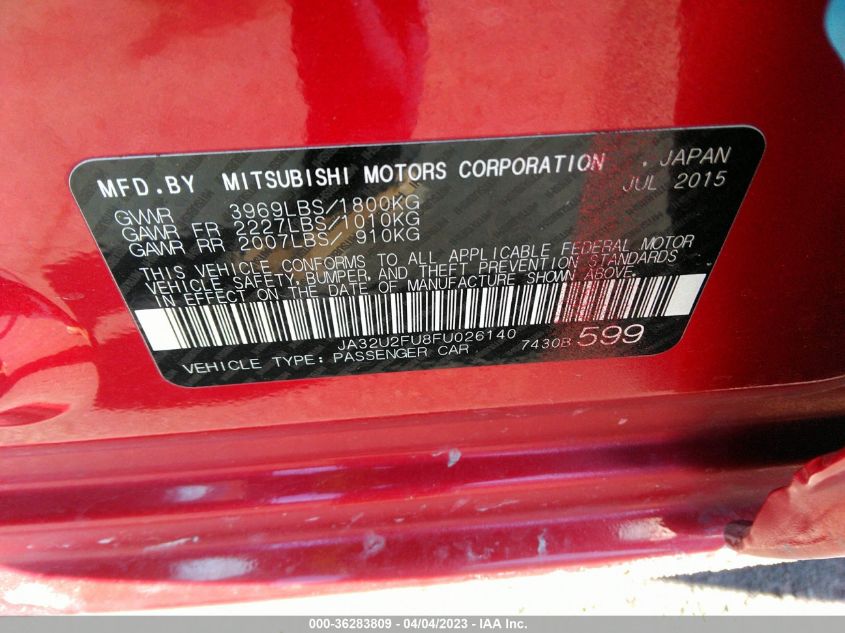 MFD.BY MITSUBISHI MOTORS CORPORATION . JAPAN
JUL 2015
GVWR 3969LBS/1800KG
GAWR FR 2227LBS/1010KG
GAWR RR 2007LBS/ 910KG
THIS VEHICLE CONFORMS TO ALL APPLICABLE FEDERAL MOTOR
VEHICLE SAFETY,BUMPER,AND THEFT PREVENTION STANDARDS
IN EFFECT ON THE DATE OF MANUFACTURE SHOWN ABOVE.
JA32U2FU8FU026140
7430B 599
VEHICLE TYPE: PASSENGER CAR
000-36283809 - 04/04/2023 - IAA Inc.